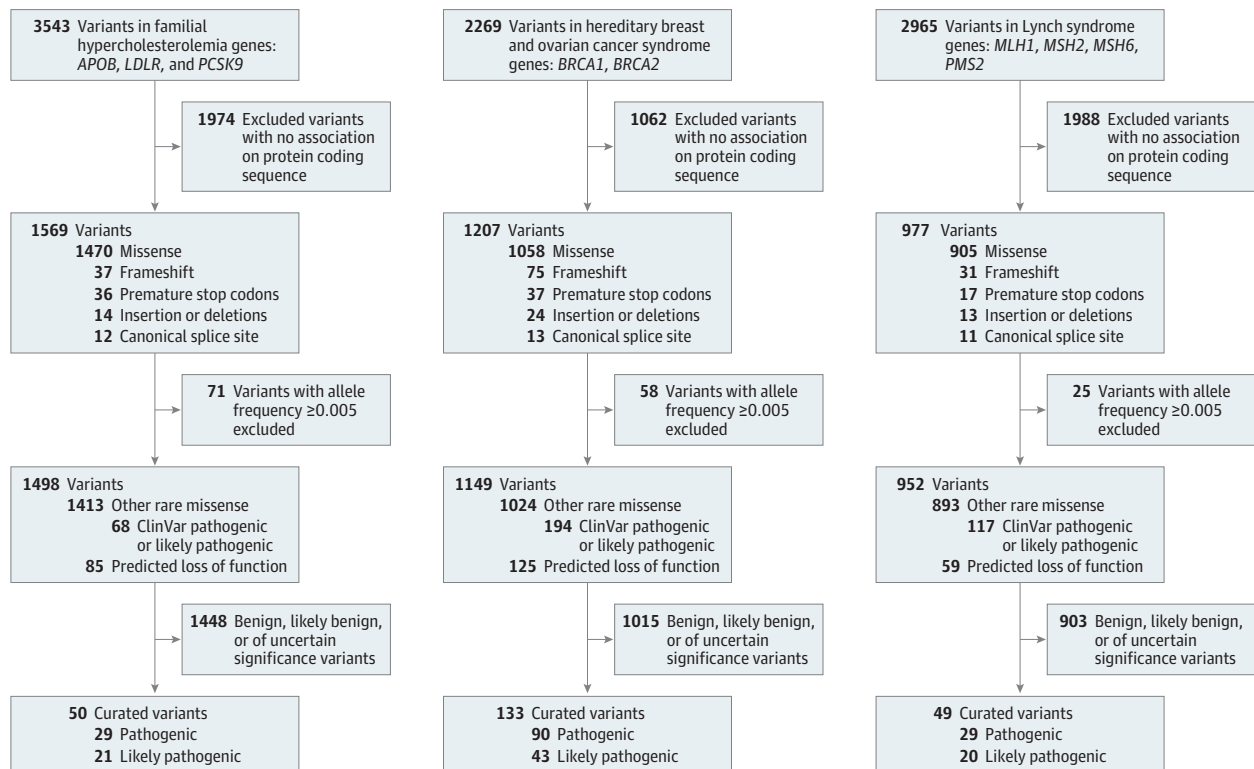 3543 Variants in familial
hypercholesterolemia genes:
APOB, LDLR, and PCSK9
1974 Excluded variants
with no association
on protein coding
sequence
1569 Variants
1470 Missense
37 Frameshift
36 Premature stop codons
14 Insertion or deletions
12 Canonical splice site
71 Variants with allele
frequency ≥0.005
excluded
1498 Variants
1413 Other rare missense
68 ClinVar pathogenic
or likely pathogenic
85 Predicted loss of function
1448 Benign, likely benign,
or of uncertain
significance variants
50 Curated variants
29 Pathogenic
21 Likely pathogenic
2269 Variants in hereditary breast
and ovarian cancer syndrome
genes: BRCA1, BRCA2
1062 Excluded variants
with no association
on protein coding
sequence
1207 Variants
1058 Missense
75 Frameshift
37 Premature stop codons
24 Insertion or deletions
13 Canonical splice site
58 Variants with allele
frequency ≥0.005
excluded
1149 Variants
1024 Other rare missense
194 ClinVar pathogenic
or likely pathogenic
125 Predicted loss of function
1015 Benign, likely benign,
or of uncertain
significance variants
133 Curated variants
90 Pathogenic
43 Likely pathogenic
2965 Variants in Lynch syndrome
genes: MLH1, MSH2, MSH6,
PMS2
1988 Excluded variants
with no association
on protein coding
sequence
977 Variants
905 Missense
31 Frameshift
17 Premature stop codons
13 Insertion or deletions
11 Canonical splice site
25 Variants with allele
frequency ≥0.005
excluded
952 Variants
893 Other rare missense
117 ClinVar pathogenic
or likely pathogenic
59 Predicted loss of function
903 Benign, likely benign,
or of uncertain
significance variants
49 Curated variants
29 Pathogenic
20 Likely pathogenic